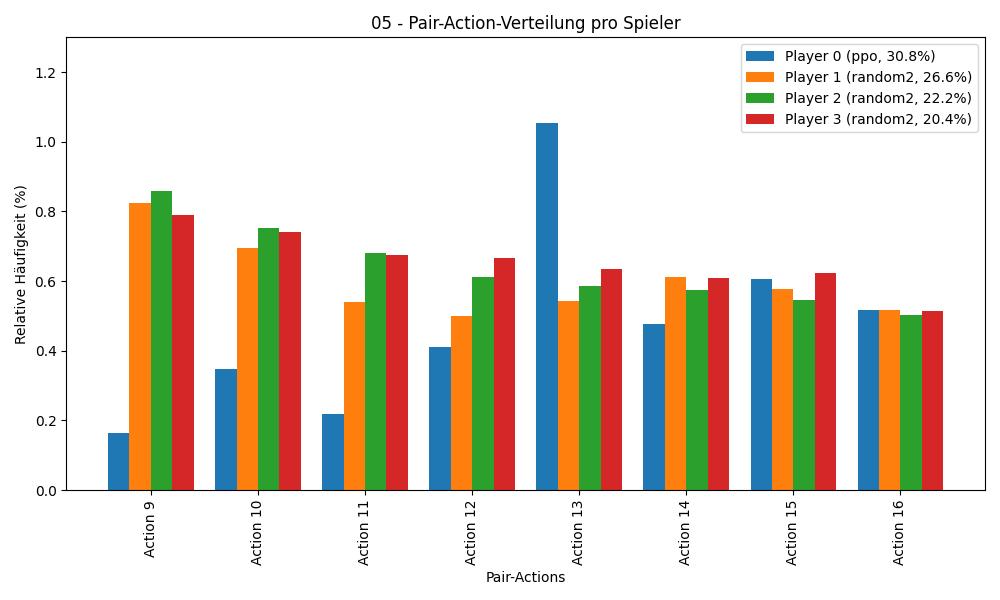 05 - Pair-Action-Verteilung pro Spieler
Player 0 (ppo, 30.8%)
Player 1 (random2, 26.6%)
Player 2 (random2, 22.2%)
Player 3 (random2, 20.4%)
Relative Häufigkeit (%)
1.2
1.0
0.8
0.6
0.4
0.2
0.0
Action 9
Action 10
Action 11
Action 12
Action 13
Action 14
Action 15
Action 16
Pair-Actions